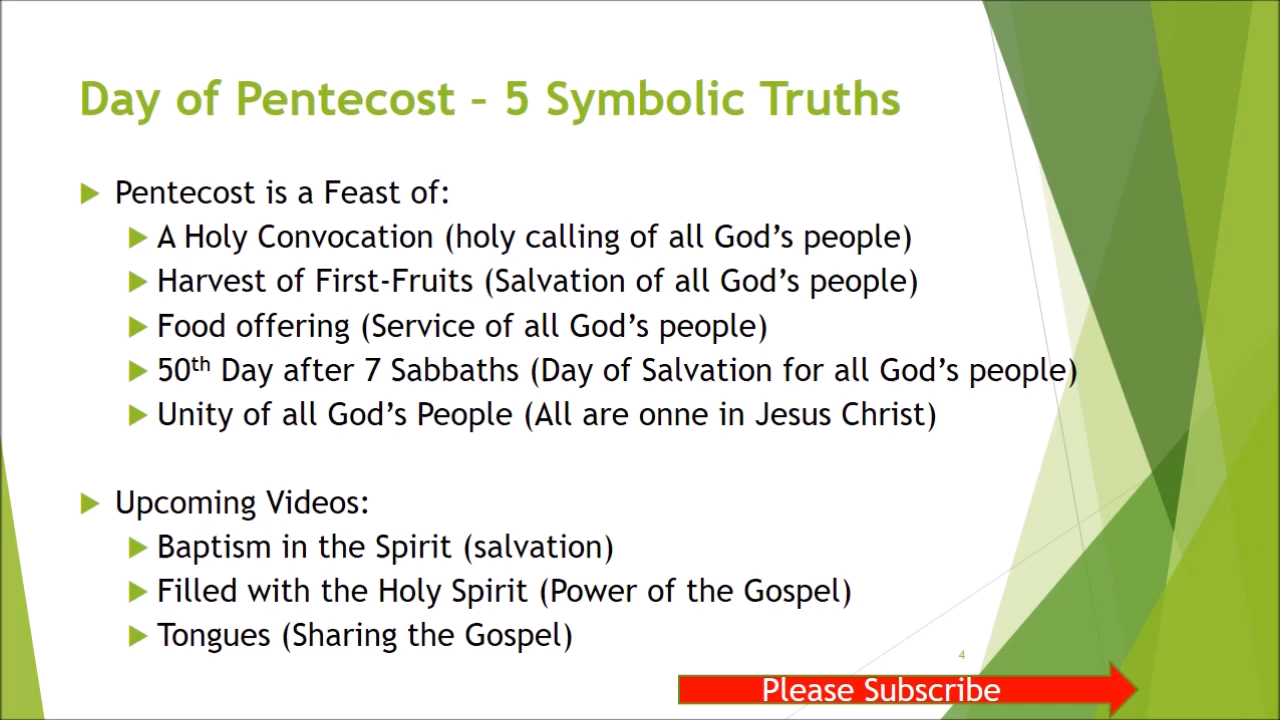 Day of Pentecost – 5 Symbolic Truths
Pentecost is a Feast of:
A Holy Convocation (holy calling of all God's people)
Harvest of First-Fruits (Salvation of all God's people)
Food offering (Service of all God's people)
50th Day after 7 Sabbaths (Day of Salvation for all God's people)
Unity of all God's People (All are onne in Jesus Christ)
Upcoming Videos:
Baptism in the Spirit (salvation)
Filled with the Holy Spirit (Power of the Gospel)
Tongues (Sharing the Gospel)
4
Please Subscribe